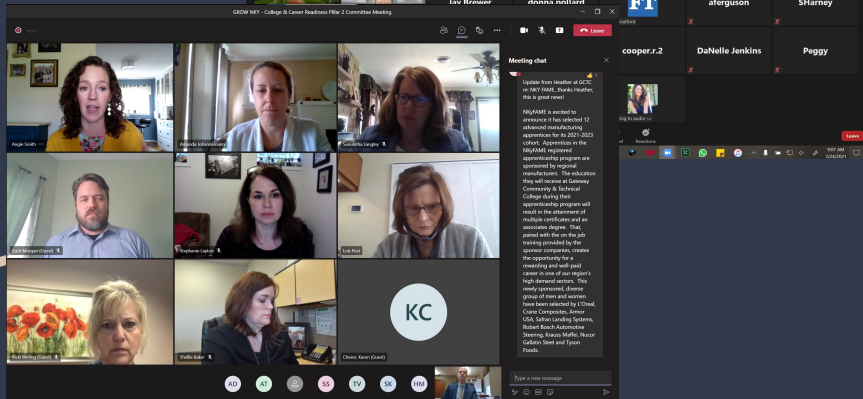 Jay Brewer
donna.pollard
GROW NKY - College & Career Readiness Pillar 2 Committee Meeting
Leave
Angie Smith
Samantha Langley
Zach Morgan (Guest)
Stephanie Layton
Lois Post
Shellie Baker
KC
Cheser, Karen (Guest)
AD
AT
SS
TV
SK
HM
Meeting chat
Update from Heather at GCTC
re: NKY FAME...thanks Heather,
this is great news!
NKyFAME is excited to
announce it has selected 12
advanced manufacturing
apprentices for its 2021-2023
cohort. Apprentices in the
NKyFAME registered
apprenticeship program are
sponsored by regional
manufacturers. The education
they will receive at Gateway
Community & Technical
College during their
apprenticeship program will
result in the attainment of
multiple certificates and an
associates degree. That,
paired with the on the job
training provided by the
sponsor companies, creates
the opportunity for a
rewarding and well-paid
career in one of our region's
high demand sectors. This
newly sponsored, diverse
group of men and women
have been selected by L'Oreal,
Crane Composites, Armor
USA, Safran Landing Systems,
Robert Bosch Automotive
Steering, Krauss Maffei, Nucor
Gallatin Steel and Tyson
Foods.
Type a new message
FT
aferguson
SHarney
cooper.r.2
DaNelle Jenkins
Peggy
Reactions
Leave
9:07 AM
3/24/2021